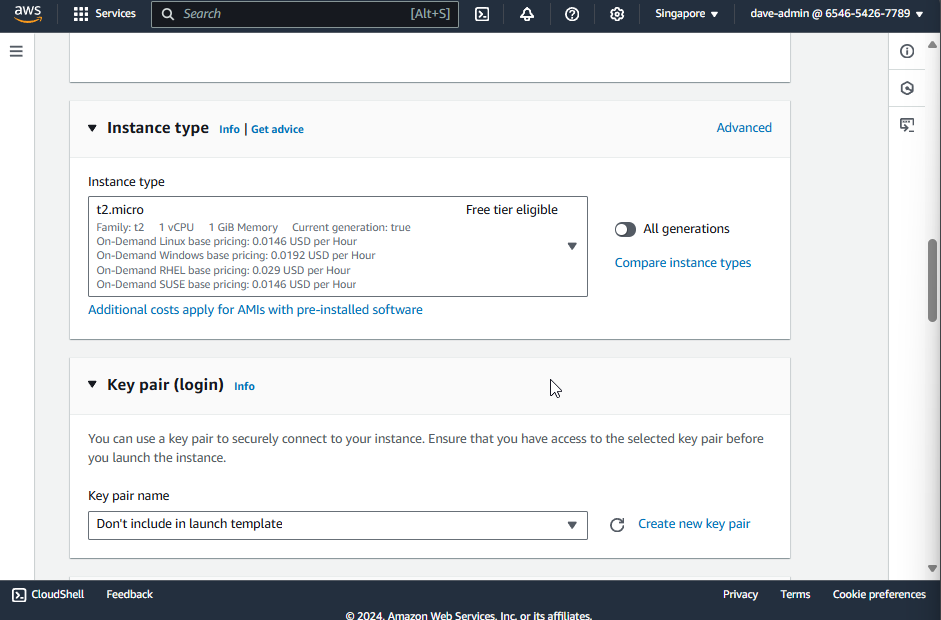 aws
Services
Search [Alt+S]
Singapore
dave-admin @ 6546-5426-7789
Instance type Info | Get advice
Advanced
Instance type
t2.micro Free tier eligible
Family: t2 1 vCPU 1 GiB Memory Current generation: true
On-Demand Linux base pricing: 0.0146 USD per Hour
On-Demand Windows base pricing: 0.0192 USD per Hour
On-Demand RHEL base pricing: 0.029 USD per Hour
On-Demand SUSE base pricing: 0.0146 USD per Hour
All generations
Compare instance types
Additional costs apply for AMIs with pre-installed software
Key pair (login) Info
You can use a key pair to securely connect to your instance. Ensure that you have access to the selected key pair before
you launch the instance.
Key pair name
Don't include in launch template
Create new key pair
CloudShell Feedback
Privacy Terms Cookie preferences
© 2024, Amazon Web Services, Inc. or its affiliates.